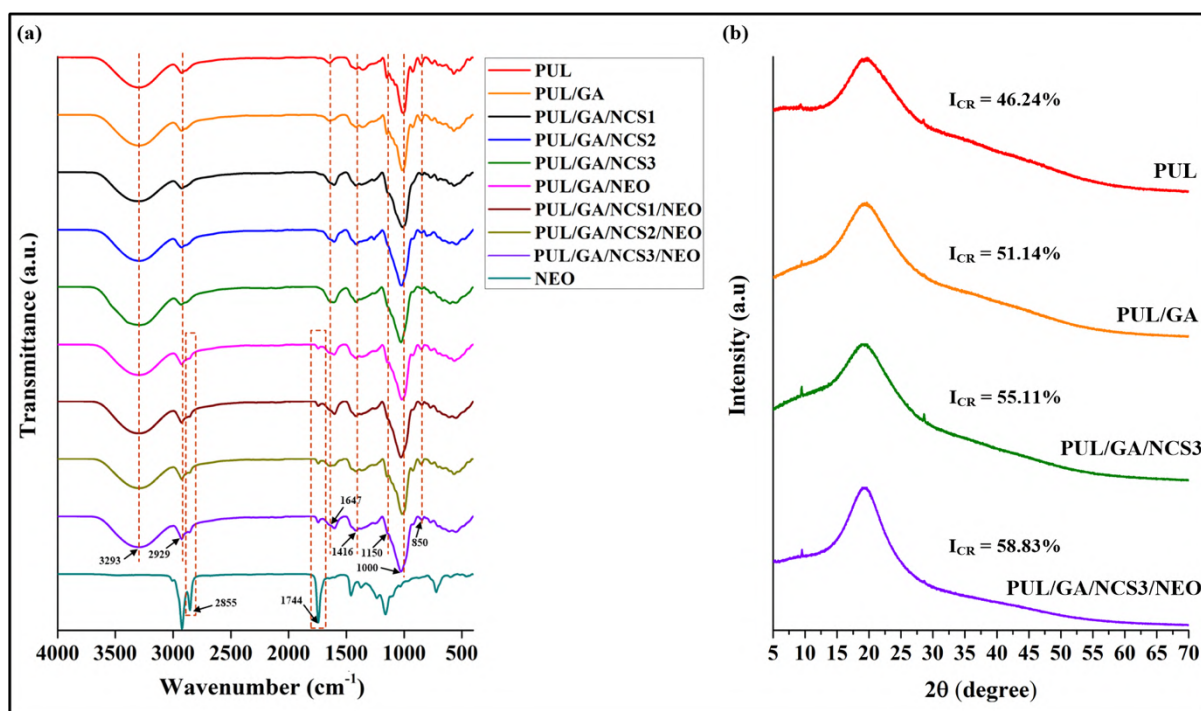 (a)
PUL
PUL/GA
PUL/GA/NCS1
PUL/GA/NCS2
PUL/GA/NCS3
PUL/GA/NEO
PUL/GA/NCS1/NEO
PUL/GA/NCS2/NEO
PUL/GA/NCS3/NEO
NEO
Transmittance (a.u.)
3293
2929
2855
1744
1647
1416
1150
1000
850
4000 3500 3000 2500 2000 1500 1000 500
Wavenumber (cm⁻¹)
(b)
I_CR = 46.24%
PUL
I_CR = 51.14%
PUL/GA
I_CR = 55.11%
PUL/GA/NCS3
I_CR = 58.83%
PUL/GA/NCS3/NEO
Intensity (a.u)
5 10 15 20 25 30 35 40 45 50 55 60 65 70
2θ (degree)